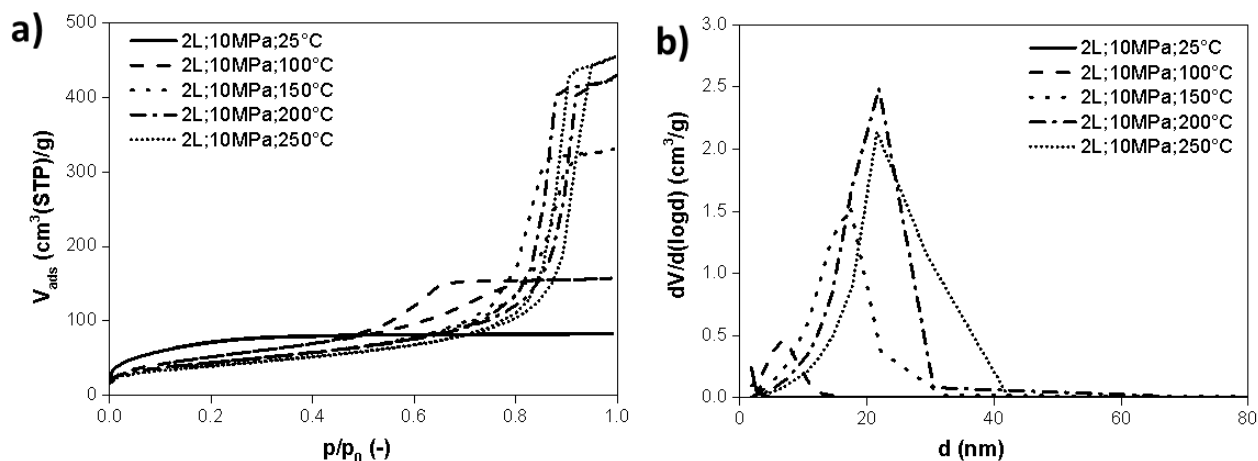 a)
2L;10MPa;25°C
2L;10MPa;100°C
2L;10MPa;150°C
2L;10MPa;200°C
2L;10MPa;250°C
500
400
300
200
100
0
0.0 0.2 0.4 0.6 0.8 1.0
V_ads (cm³(STP)/g)
p/p₀ (-)
b)
2L;10MPa;25°C
2L;10MPa;100°C
2L;10MPa;150°C
2L;10MPa;200°C
2L;10MPa;250°C
3.0
2.5
2.0
1.5
1.0
0.5
0.0
0 20 40 60 80
dV/d(logd) (cm³/g)
d (nm)